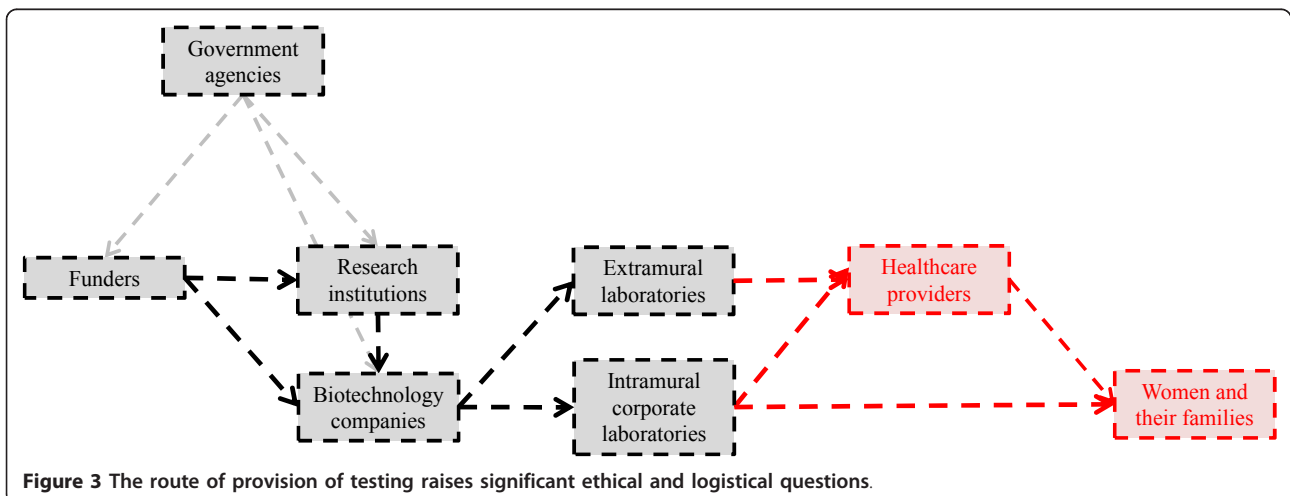 Government
agencies
Funders
Research
institutions
Extramural
laboratories
Healthcare
providers
Biotechnology
companies
Intramural
corporate
laboratories
Women and
their families
Figure 3 The route of provision of testing raises significant ethical and logistical questions.